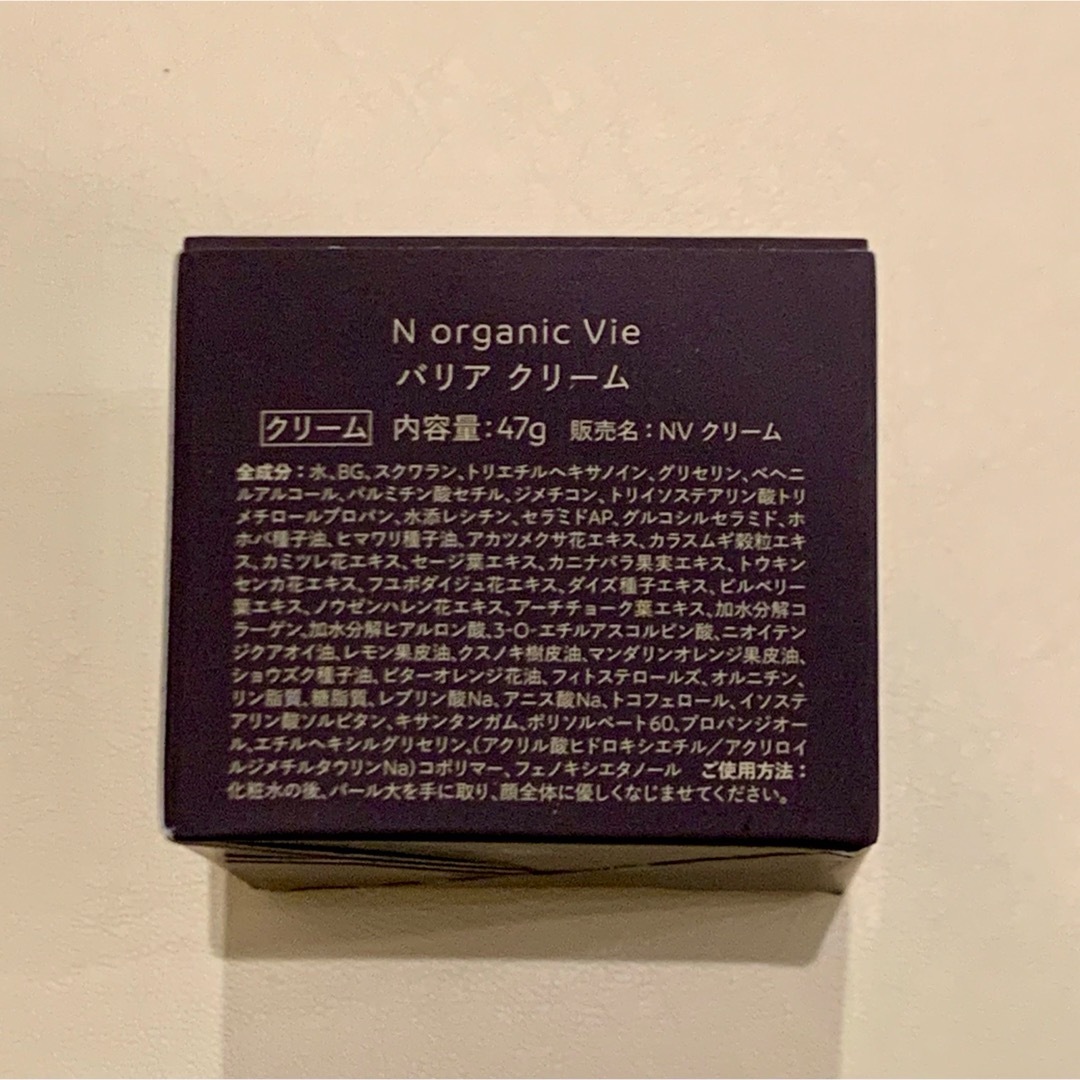 N organic Vie
バリア クリーム
クリーム 内容量:47g 販売名:NV クリーム
全成分:水、BG、スクワラン、トリエチルヘキサノイン、グリセリン、ベヘニ
ルアルコール、パルミチン酸セチル、ジメチコン、トリイソステアリン酸トリ
メチロールプロパン、水添レシチン、セラミドAP、グルコシルセラミド、ホ
ホバ種子油、ヒマワリ種子油、アカツメクサ花エキス、カラスムギ穀粒エキ
ス、カミツレ花エキス、セージ葉エキス、カニナバラ果実エキス、トウキン
センカ花エキス、フユボダイジュ花エキス、ダイズ種子エキス、ビルベリー
葉エキス、ノウゼンハレン花エキス、アーチチョーク葉エキス、加水分解コ
ラーゲン、加水分解ヒアルロン酸、3-O-エチルアスコルビン酸、ニオイテン
ジクアオイ油、レモン果皮油、クスノキ樹皮油、マンダリンオレンジ果皮油、
ショウズク種子油、ビターオレンジ花油、フィトステロールズ、オルニチン、
リン脂質、糖脂質、レブリン酸Na、アニス酸Na、トコフェロール、イソステ
アリン酸ソルビタン、キサンタンガム、ポリソルベート60、プロパンジオー
ル、エチルヘキシルグリセリン、(アクリル酸ヒドロキシエチル/アクリロイ
ルジメチルタウリンNa)コポリマー、フェノキシエタノール ご使用方法:
化粧水の後、パール大を手に取り、顔全体に優しくなじませてください。